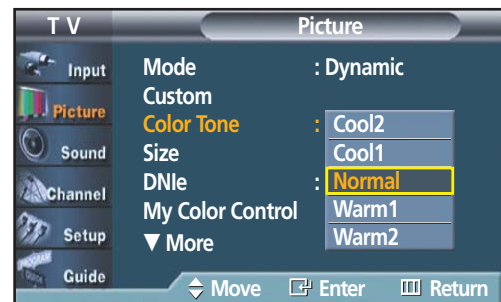 T V Picture
Input
Picture
Sound
Channel
Setup
Guide
Mode : Dynamic
Custom
Color Tone :
Size
DNIe :
My Color Control
▼ More
Cool2
Cool1
Normal
Warm1
Warm2
Move Enter Return